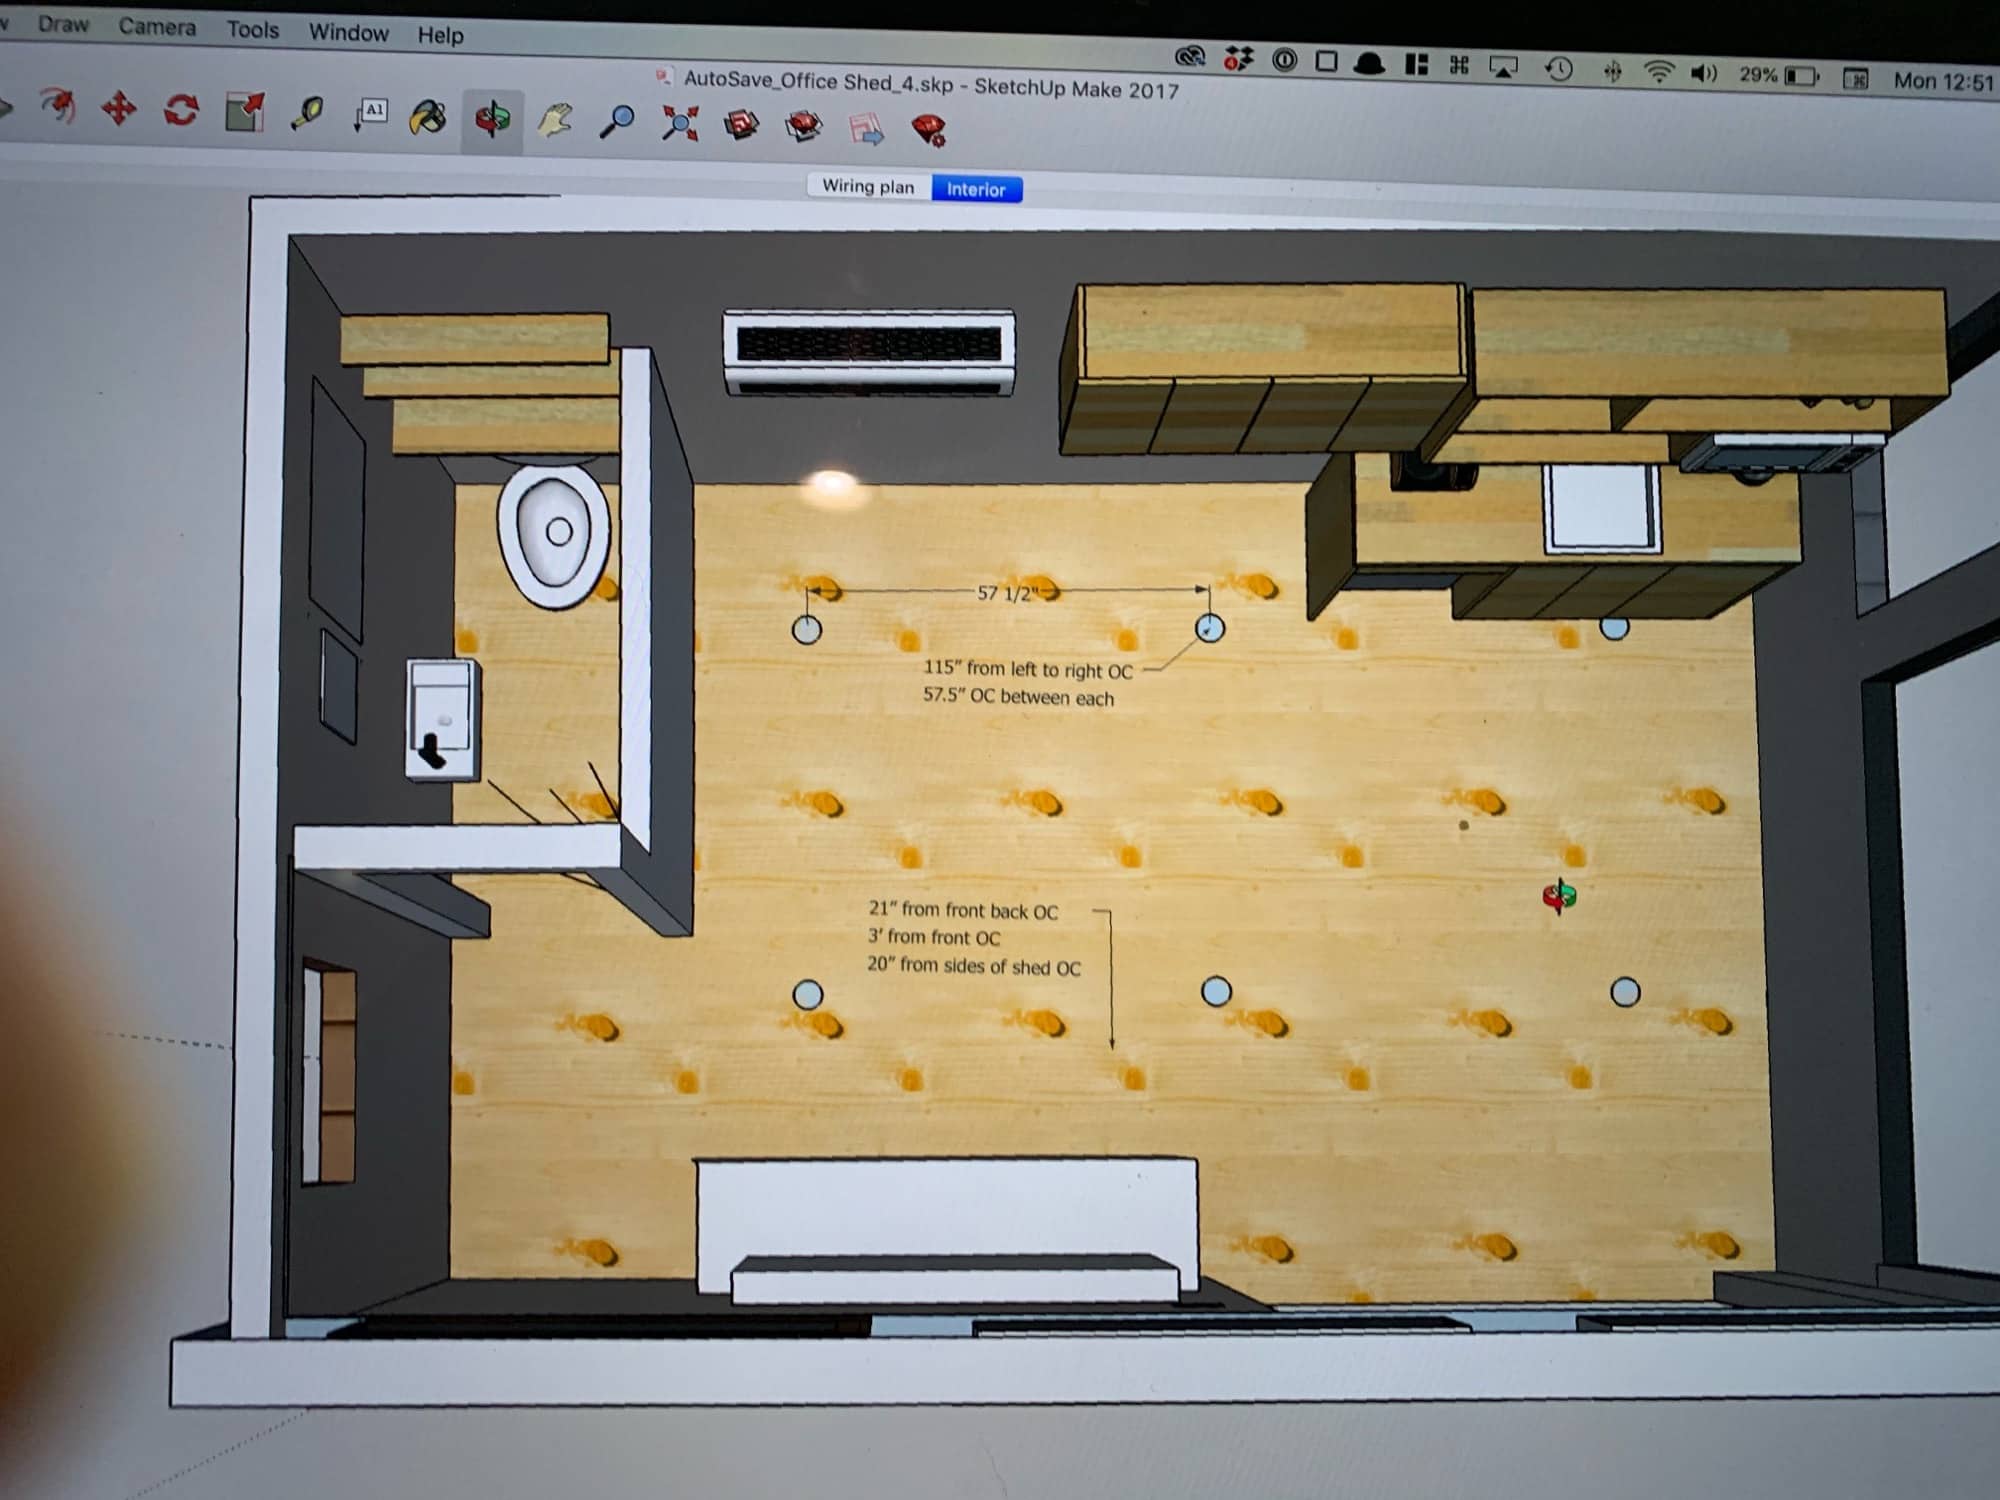 Draw Camera Tools Window Help
29% Mon 12:51
AutoSave_Office Shed_4.skp - SketchUp Make 2017
A1
Wiring plan Interior
57 1/2"
115" from left to right OC
57.5" OC between each
21" from front back OC
3' from front OC
20" from sides of shed OC